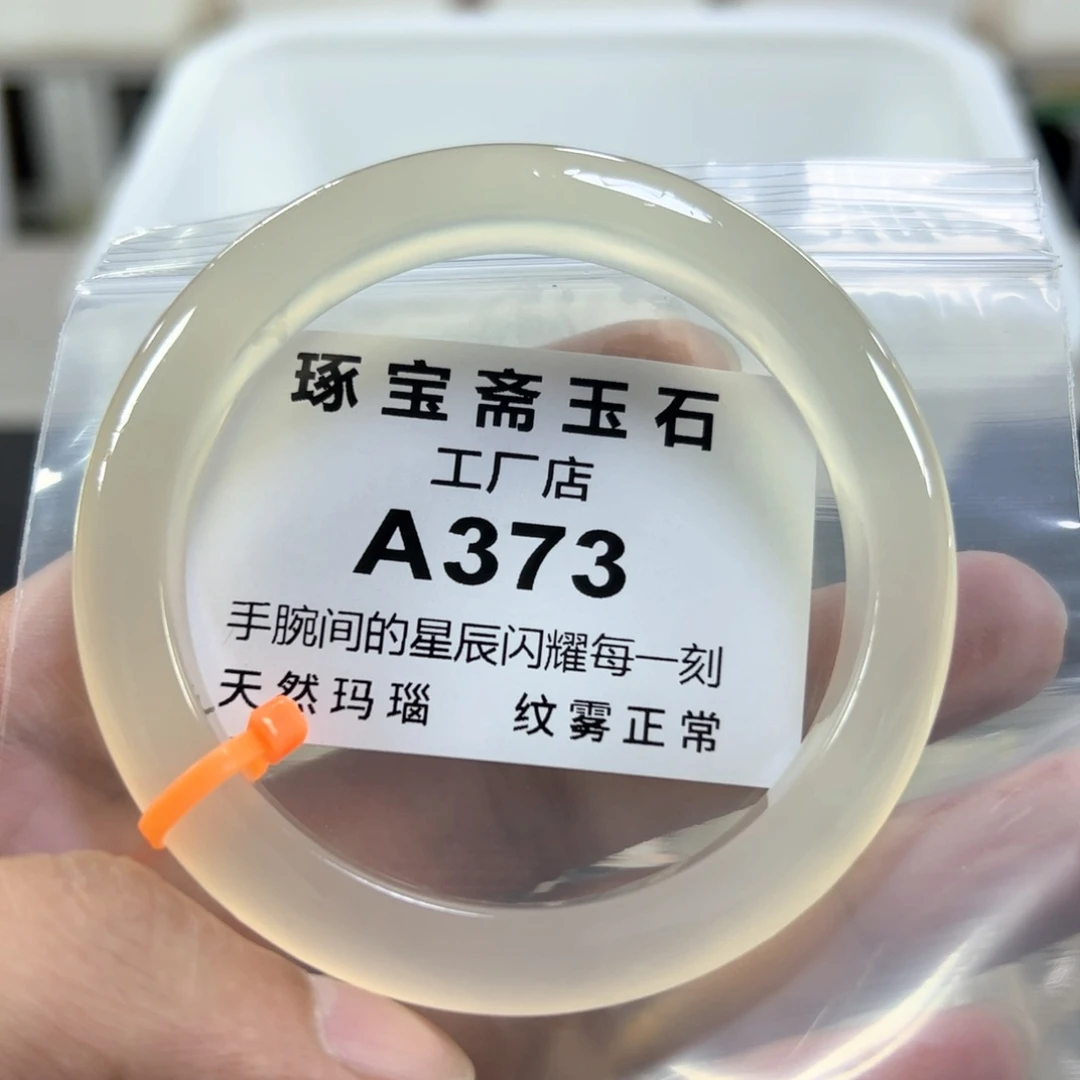 琢宝斋玉石
工厂店
A373
手腕间的星辰闪耀每一刻
天然玛瑙 纹雾正常